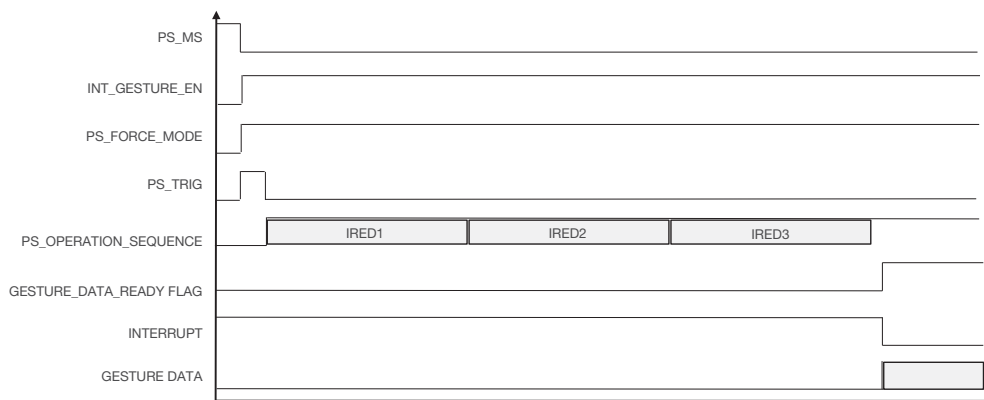 PS_MS
INT_GESTURE_EN
PS_FORCE_MODE
PS_TRIG
PS_OPERATION_SEQUENCE IRED1 IRED2 IRED3
GESTURE_DATA_READY FLAG
INTERRUPT
GESTURE DATA